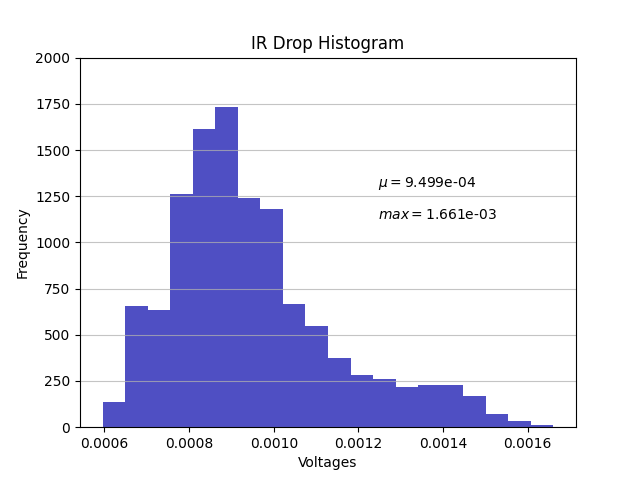 IR Drop Histogram
2000
1750
1500
1250
1000
750
500
250
0
Frequency
μ = 9.499e-04
max = 1.661e-03
0.0006 0.0008 0.0010 0.0012 0.0014 0.0016
Voltages